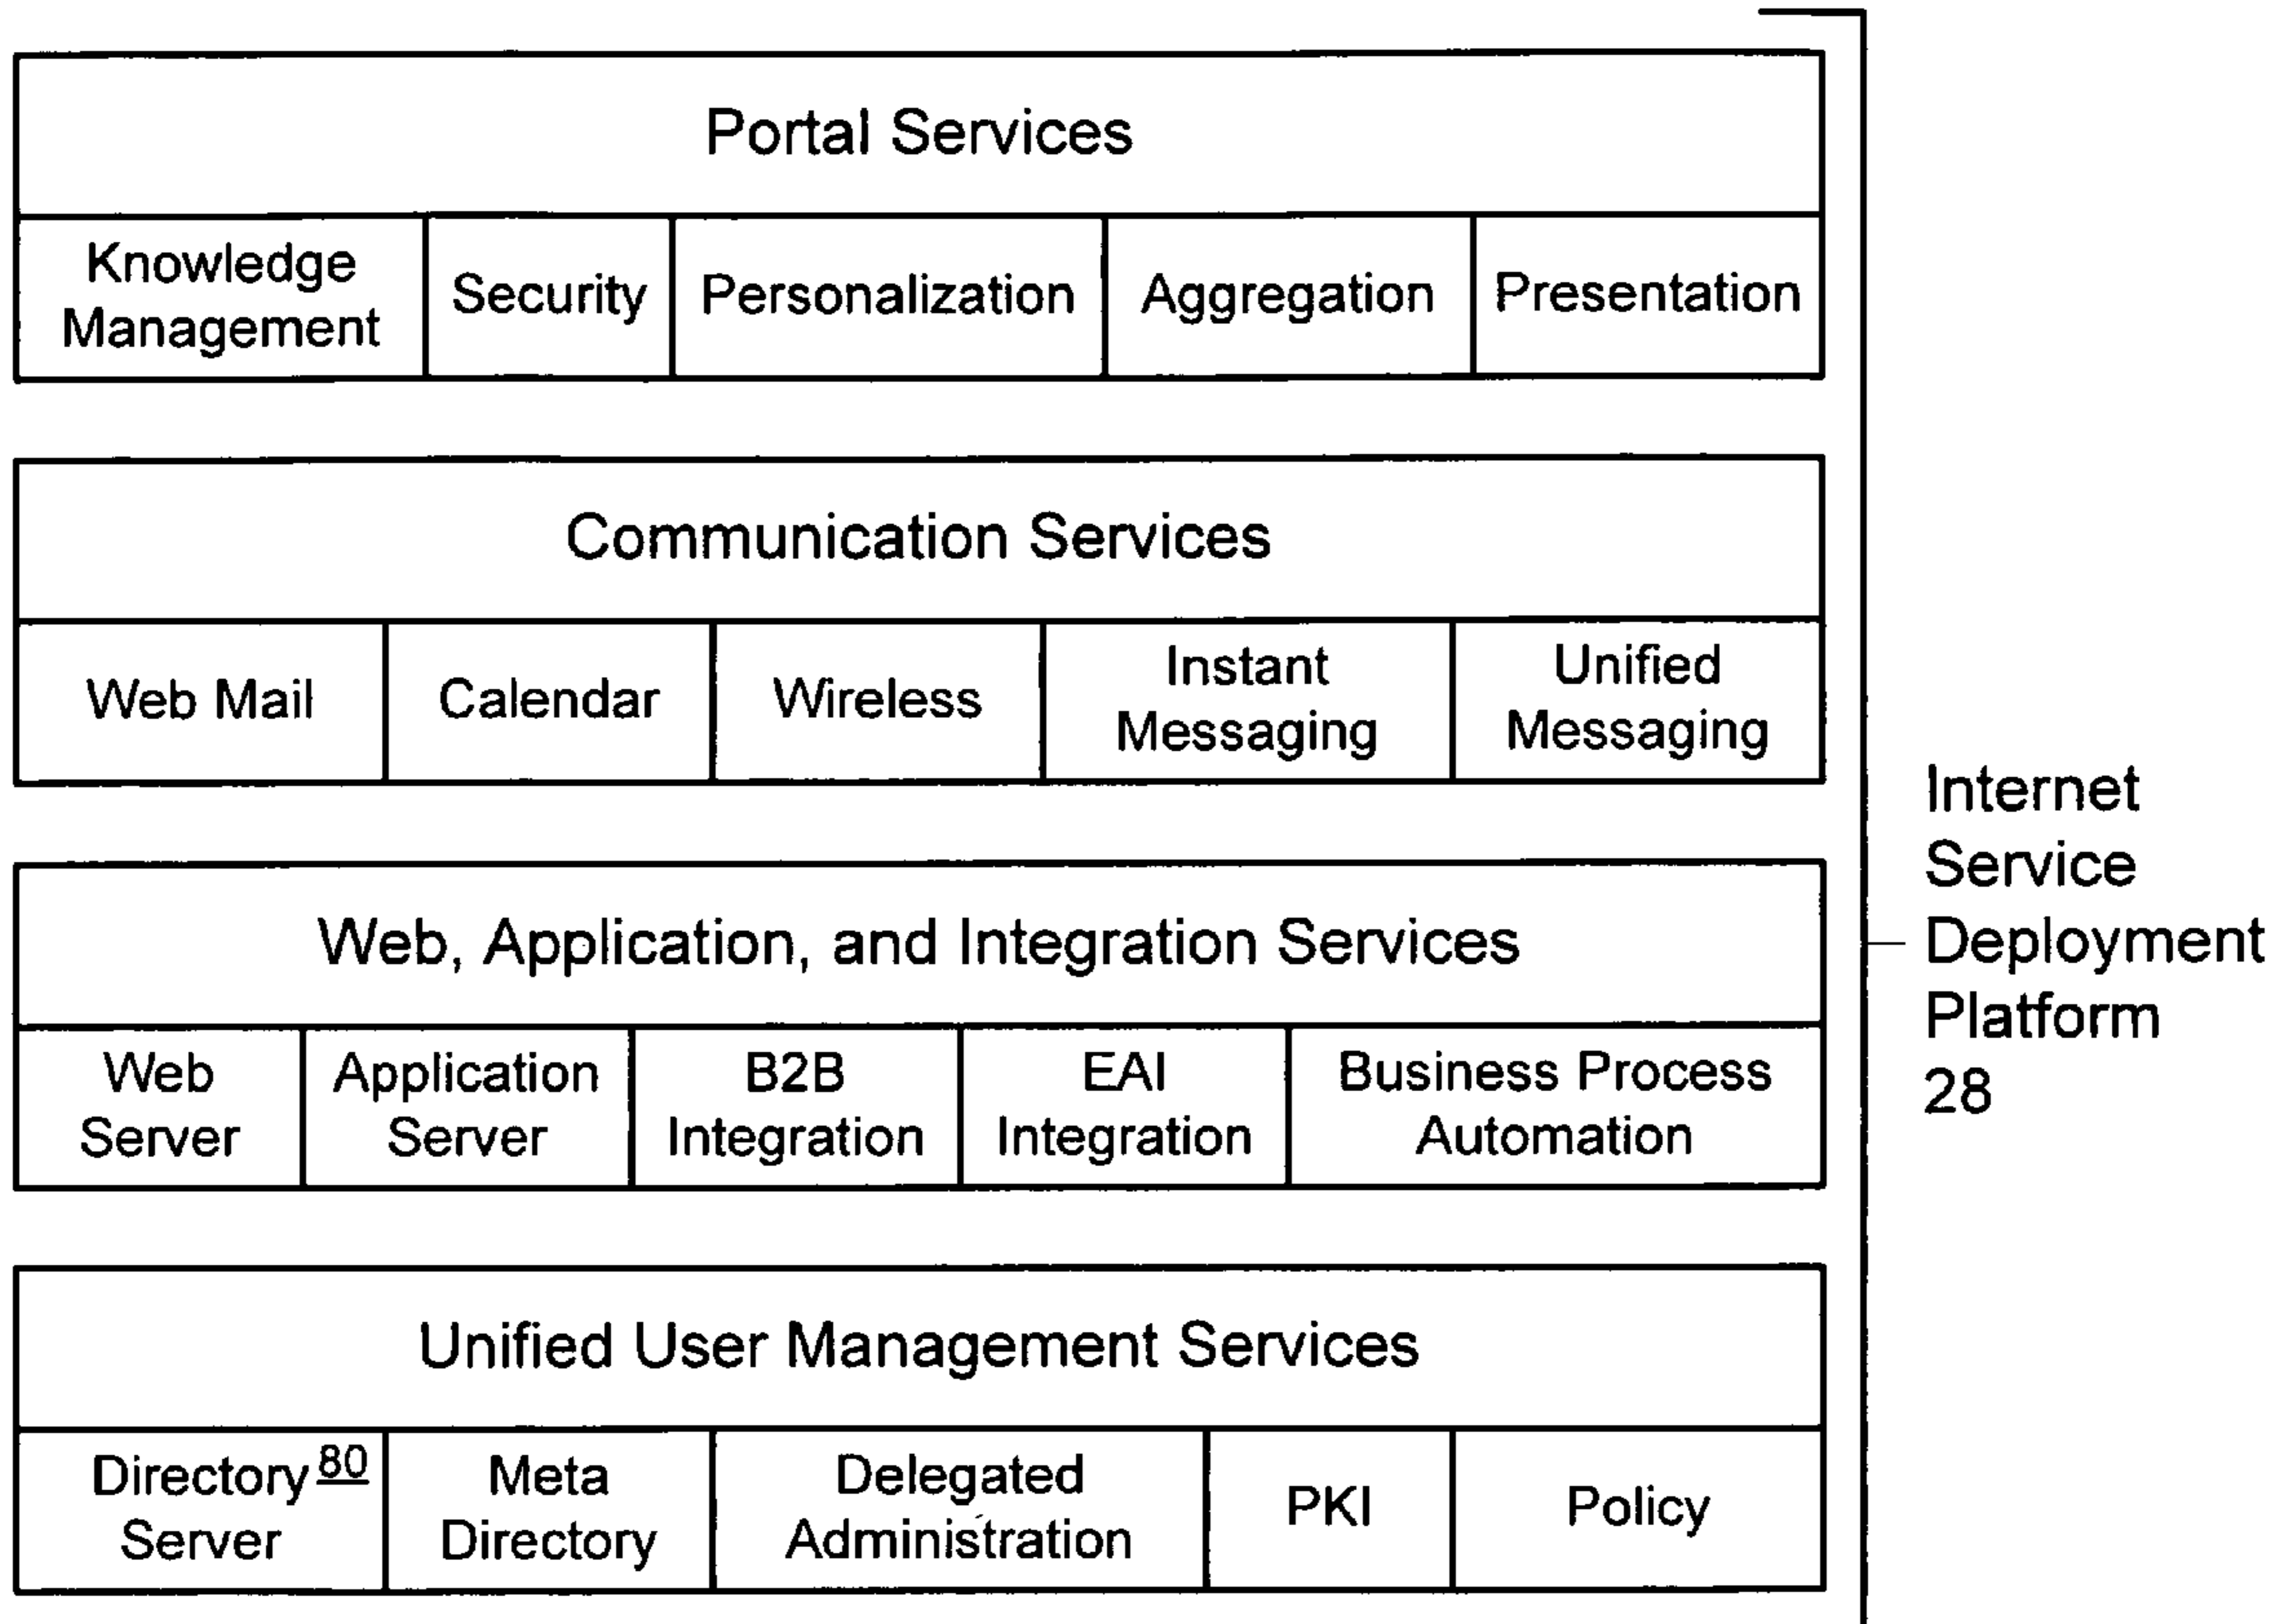 Portal Services
Knowledge
Management
Security
Personalization
Aggregation
Presentation
Communication Services
Web Mail
Calendar
Wireless
Instant
Messaging
Unified
Messaging
Web, Application, and Integration Services
Web
Server
Application
Server
B2B
Integration
EAI
Integration
Business Process
Automation
Unified User Management Services
Directory 80
Server
Meta
Directory
Delegated
Administration
PKI
Policy
Internet
Service
Deployment
Platform
28